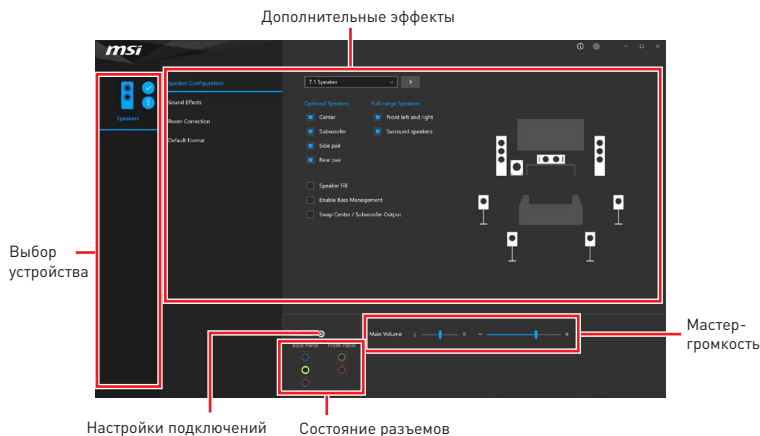 Дополнительные эффекты
msi
Speaker Configuration
Sound Effects
Room Correction
Default Format
Speakers
7.1 Speaker
Optional Speakers
Full-range Speakers
Center
Front left and right
Subwoofer
Surround speakers
Side pair
Rear pair
Speaker Fill
Enable Bass Management
Swap Center / Subwoofer Output
Выбор
устройства
Main Volume L R - +
Back Panel Front Panel
Мастер-
громкость
Настройки подключений
Состояние разъемов